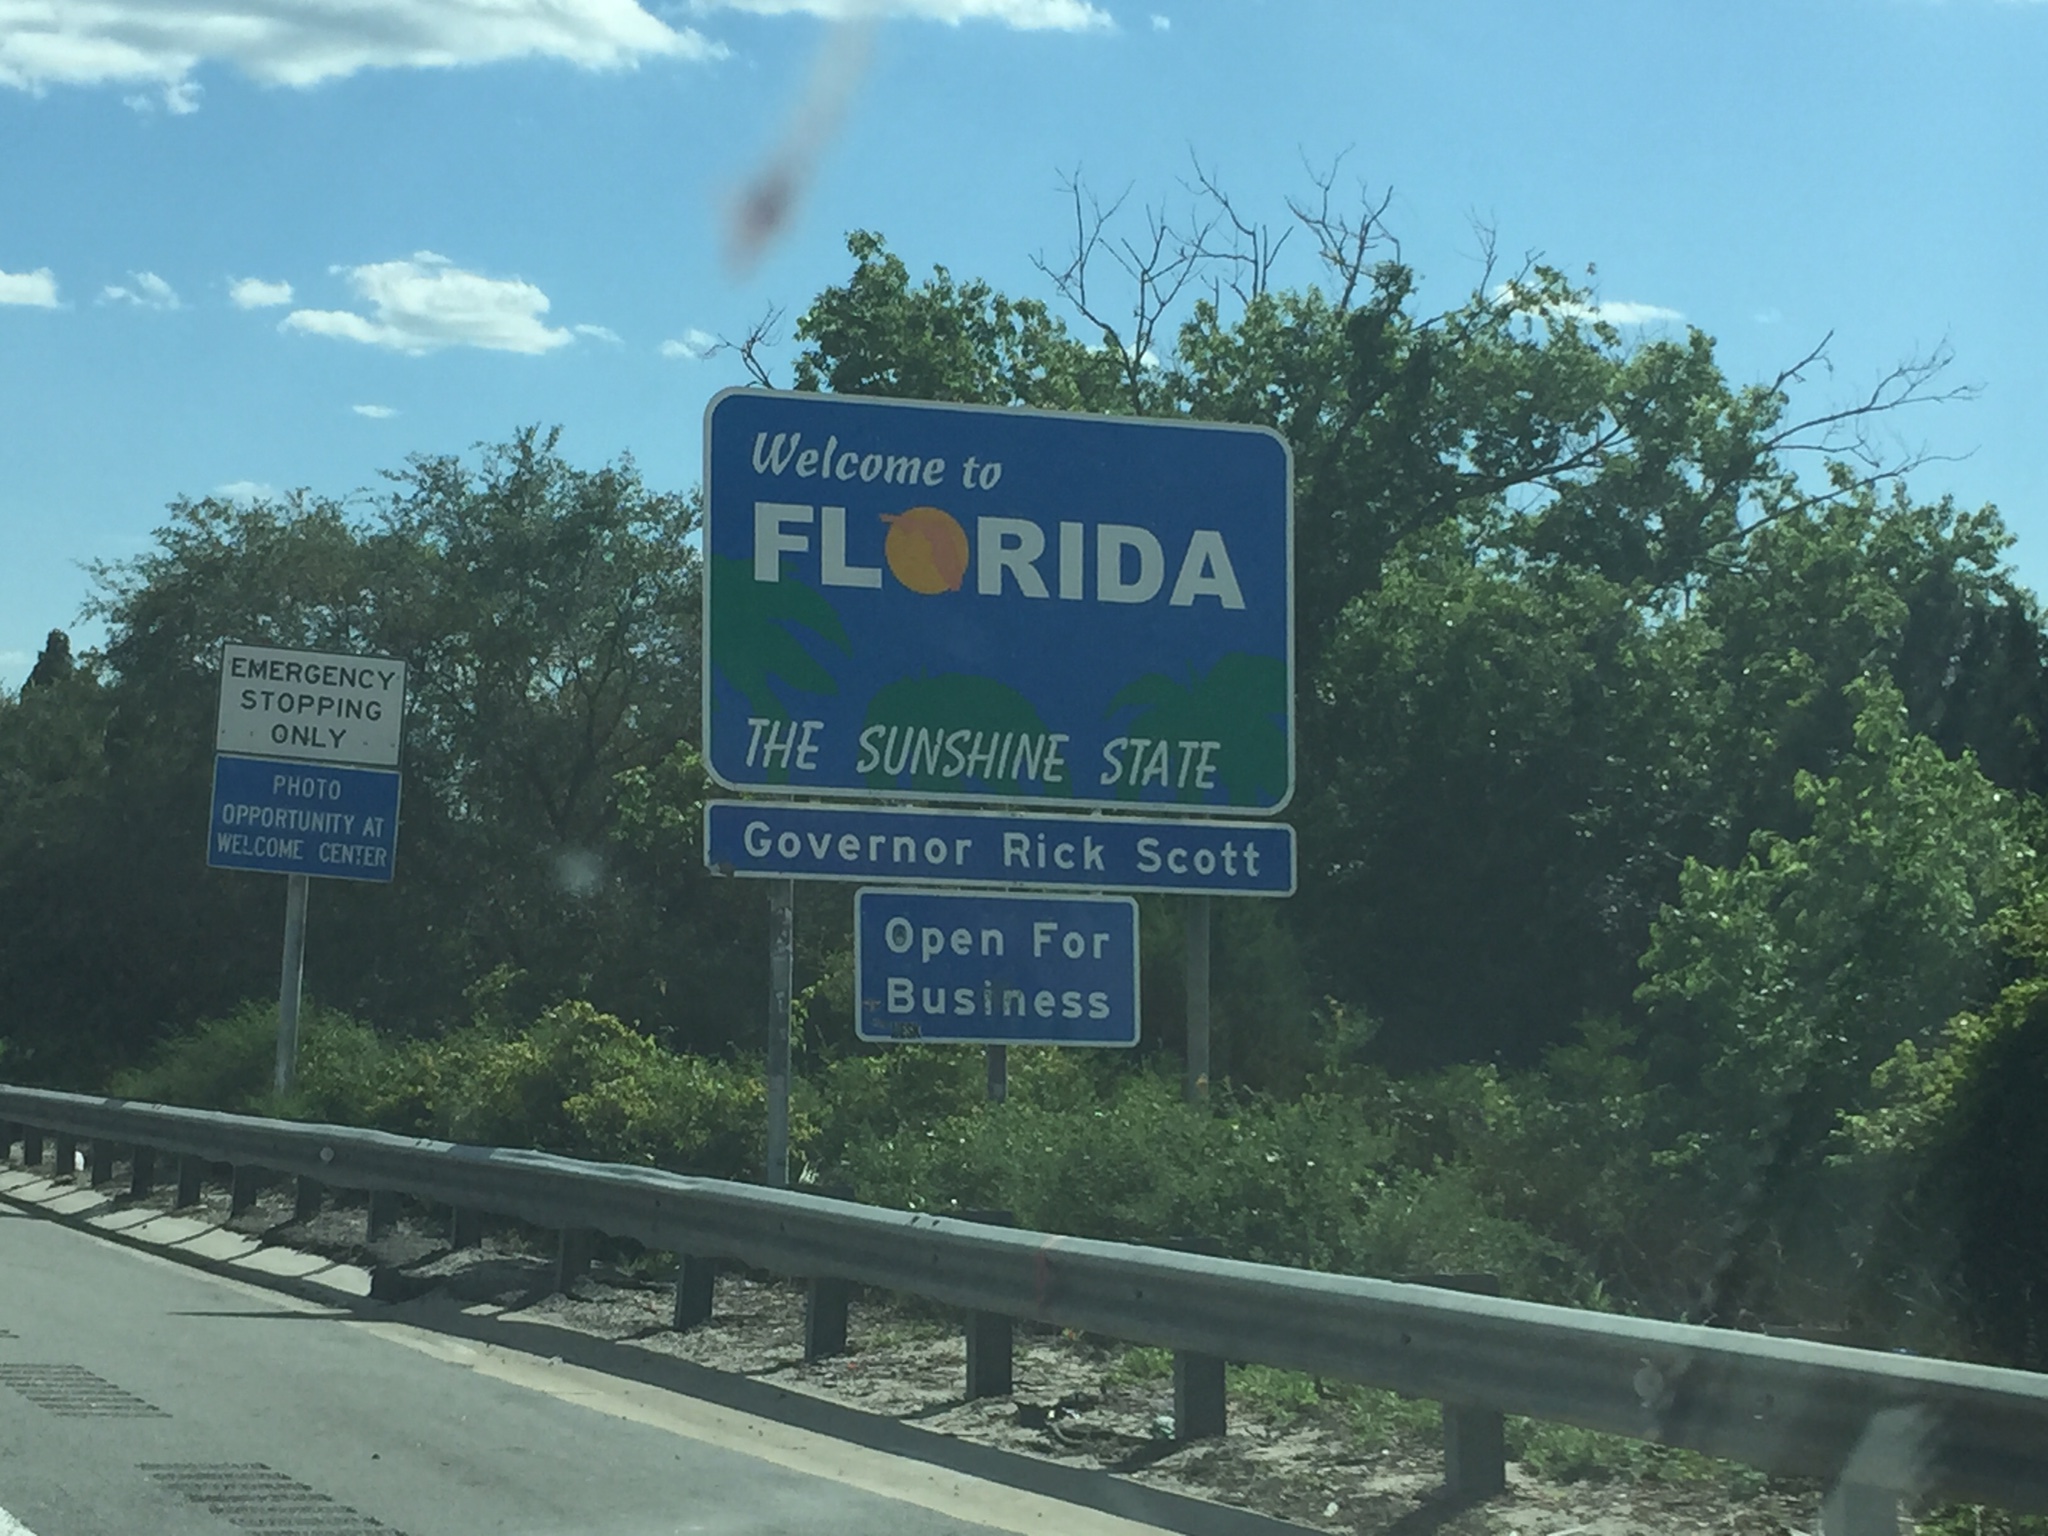 EMERGENCY
STOPPING
ONLY
PHOTO
OPPORTUNITY AT
WELCOME CENTER
Welcome to
FLORIDA
THE SUNSHINE STATE
Governor Rick Scott
Open For
Business